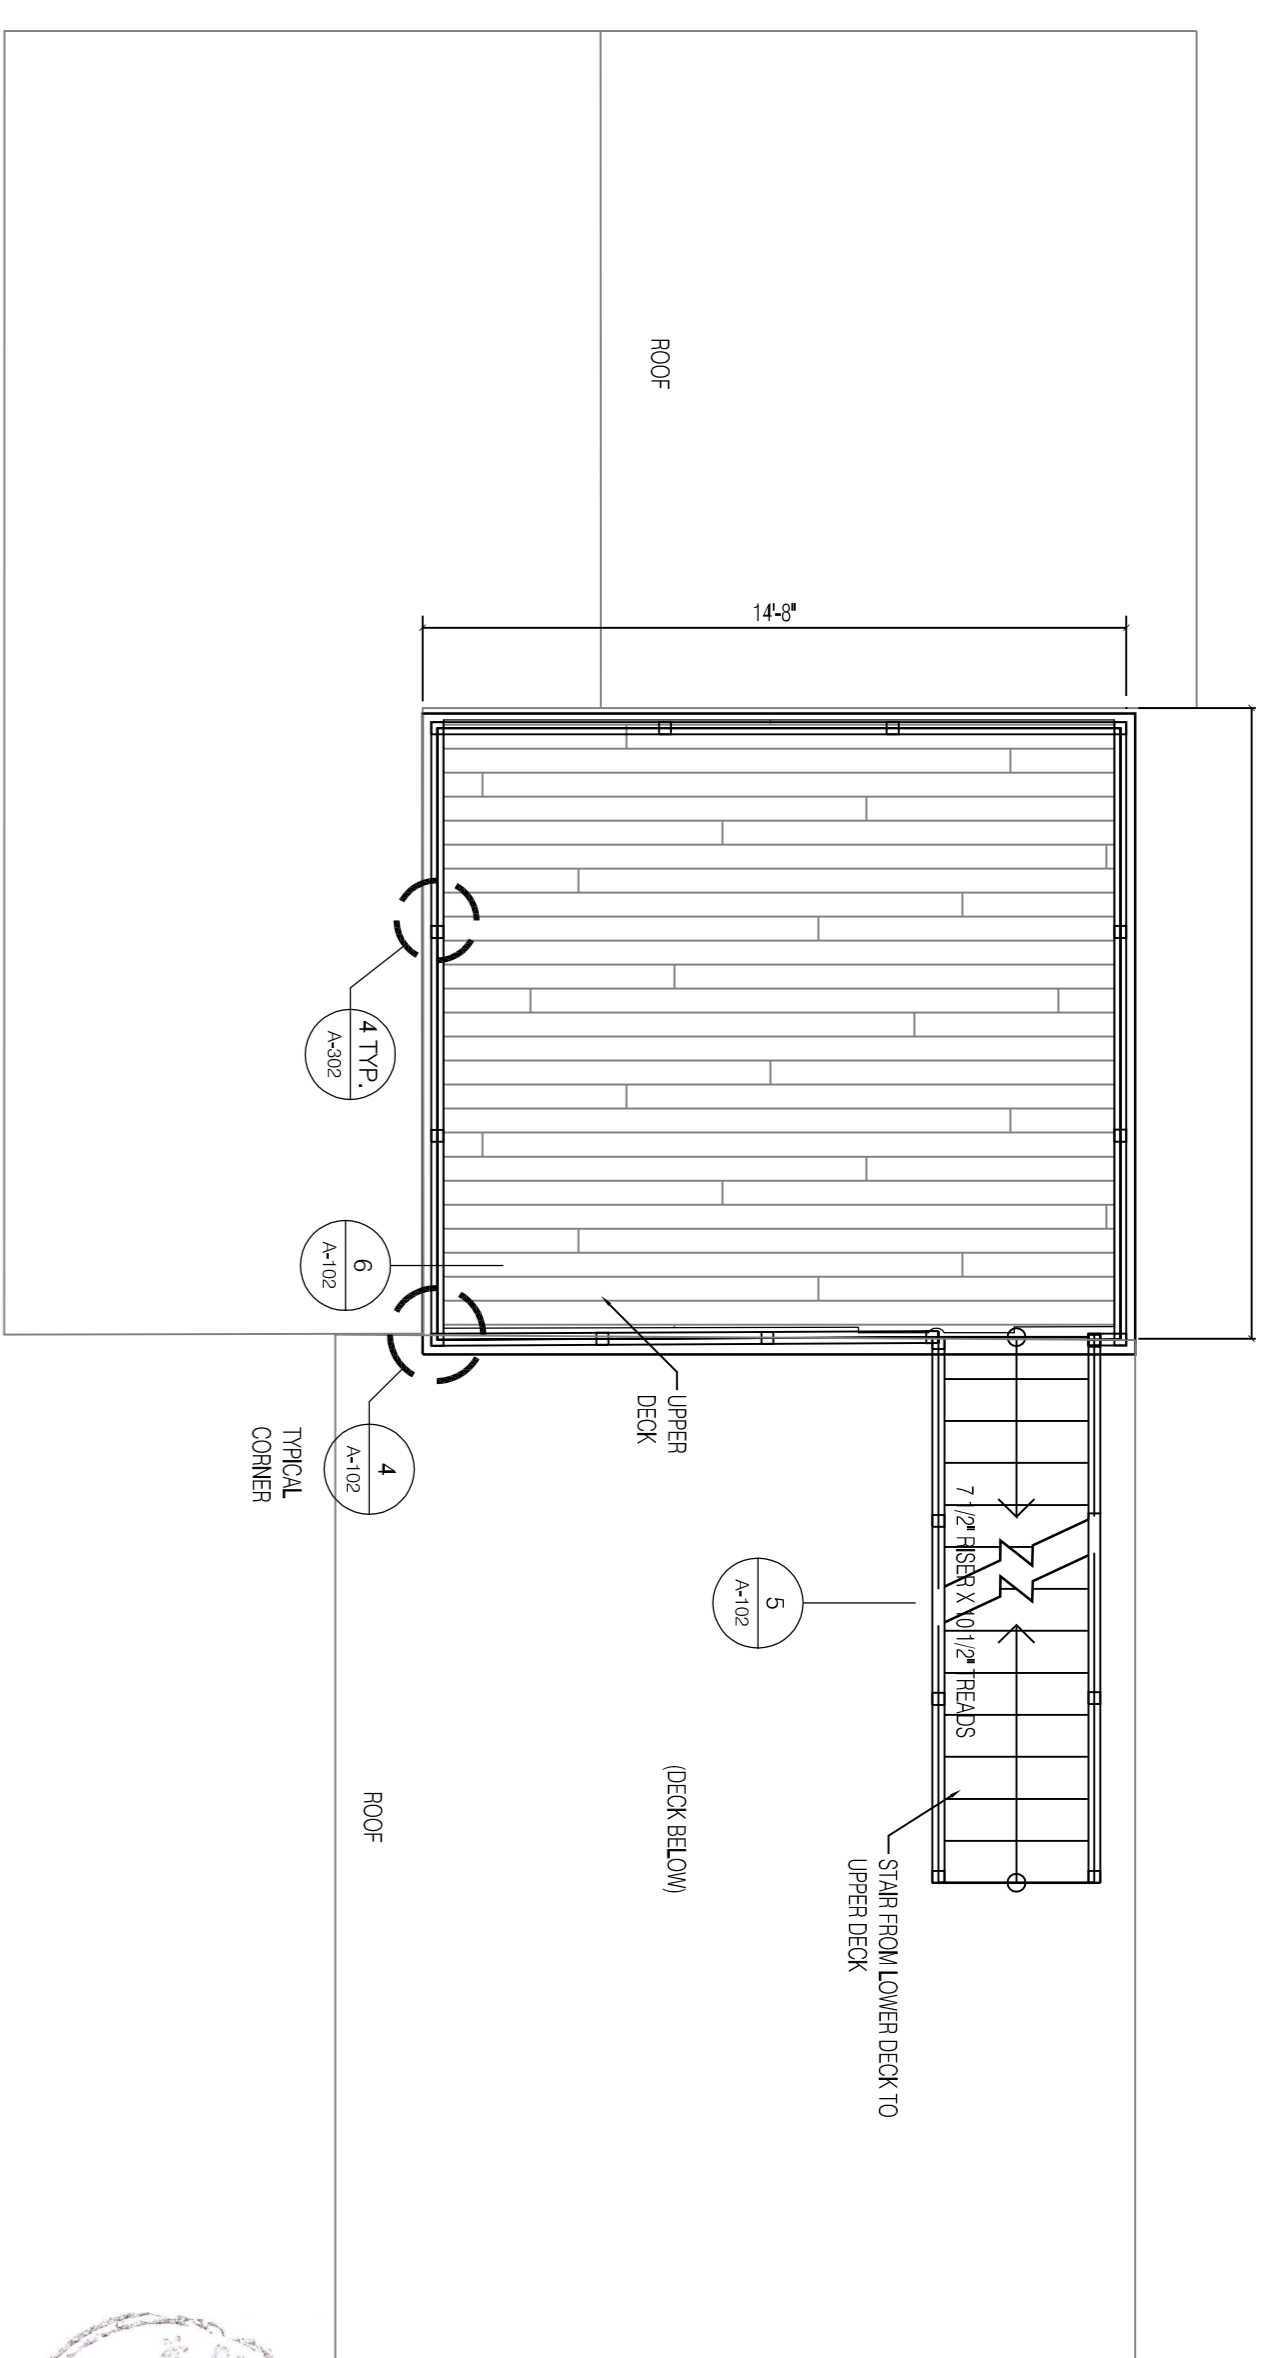 ROOF
14'-8"
4 TYP.
A-302
6
A-102
UPPER
DECK
4
A-102
TYPICAL
CORNER
7 1/2" RISER X 10 1/2" TREADS
5
A-102
(DECK BELOW)
ROOF
STAIR FROM LOWER DECK TO
UPPER DECK